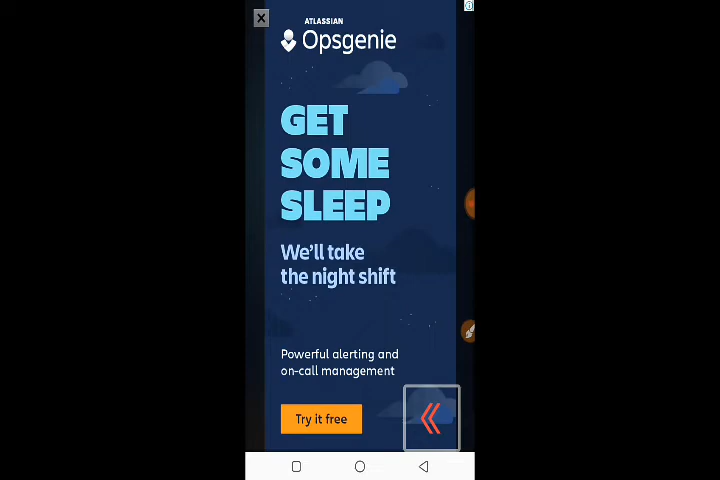 ATLASSIAN
Opsgenie
GET
SOME
SLEEP
We'll take
the night shift
Powerful alerting and
on-call management
Try it free